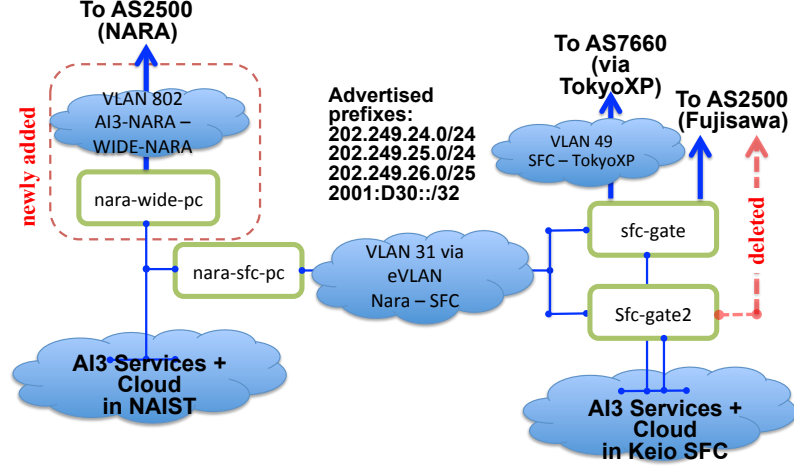 To AS2500
(NARA)
newly added
VLAN 802
AI3-NARA –
WIDE-NARA
nara-wide-pc
nara-sfc-pc
AI3 Services +
Cloud
in NAIST
Advertised
prefixes:
202.249.24.0/24
202.249.25.0/24
202.249.26.0/25
2001:D30::/32
VLAN 31 via
eVLAN
Nara – SFC
To AS7660
(via
TokyoXP)
To AS2500
(Fujisawa)
VLAN 49
SFC – TokyoXP
sfc-gate
deleted
Sfc-gate2
AI3 Services +
Cloud
in Keio SFC